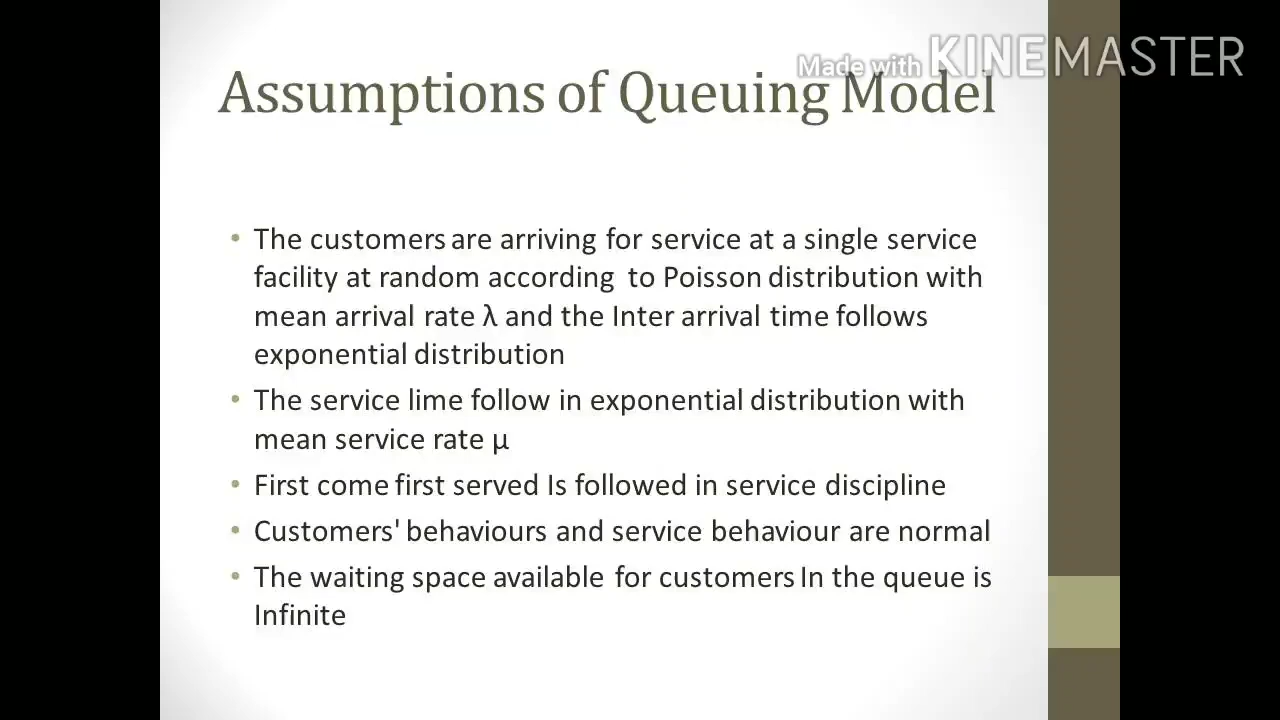 Made with KINEMASTER
Assumptions of Queuing Model
• The customers are arriving for service at a single service
facility at random according to Poisson distribution with
mean arrival rate λ and the Inter arrival time follows
exponential distribution
• The service lime follow in exponential distribution with
mean service rate μ
• First come first served Is followed in service discipline
• Customers' behaviours and service behaviour are normal
• The waiting space available for customers In the queue is
Infinite